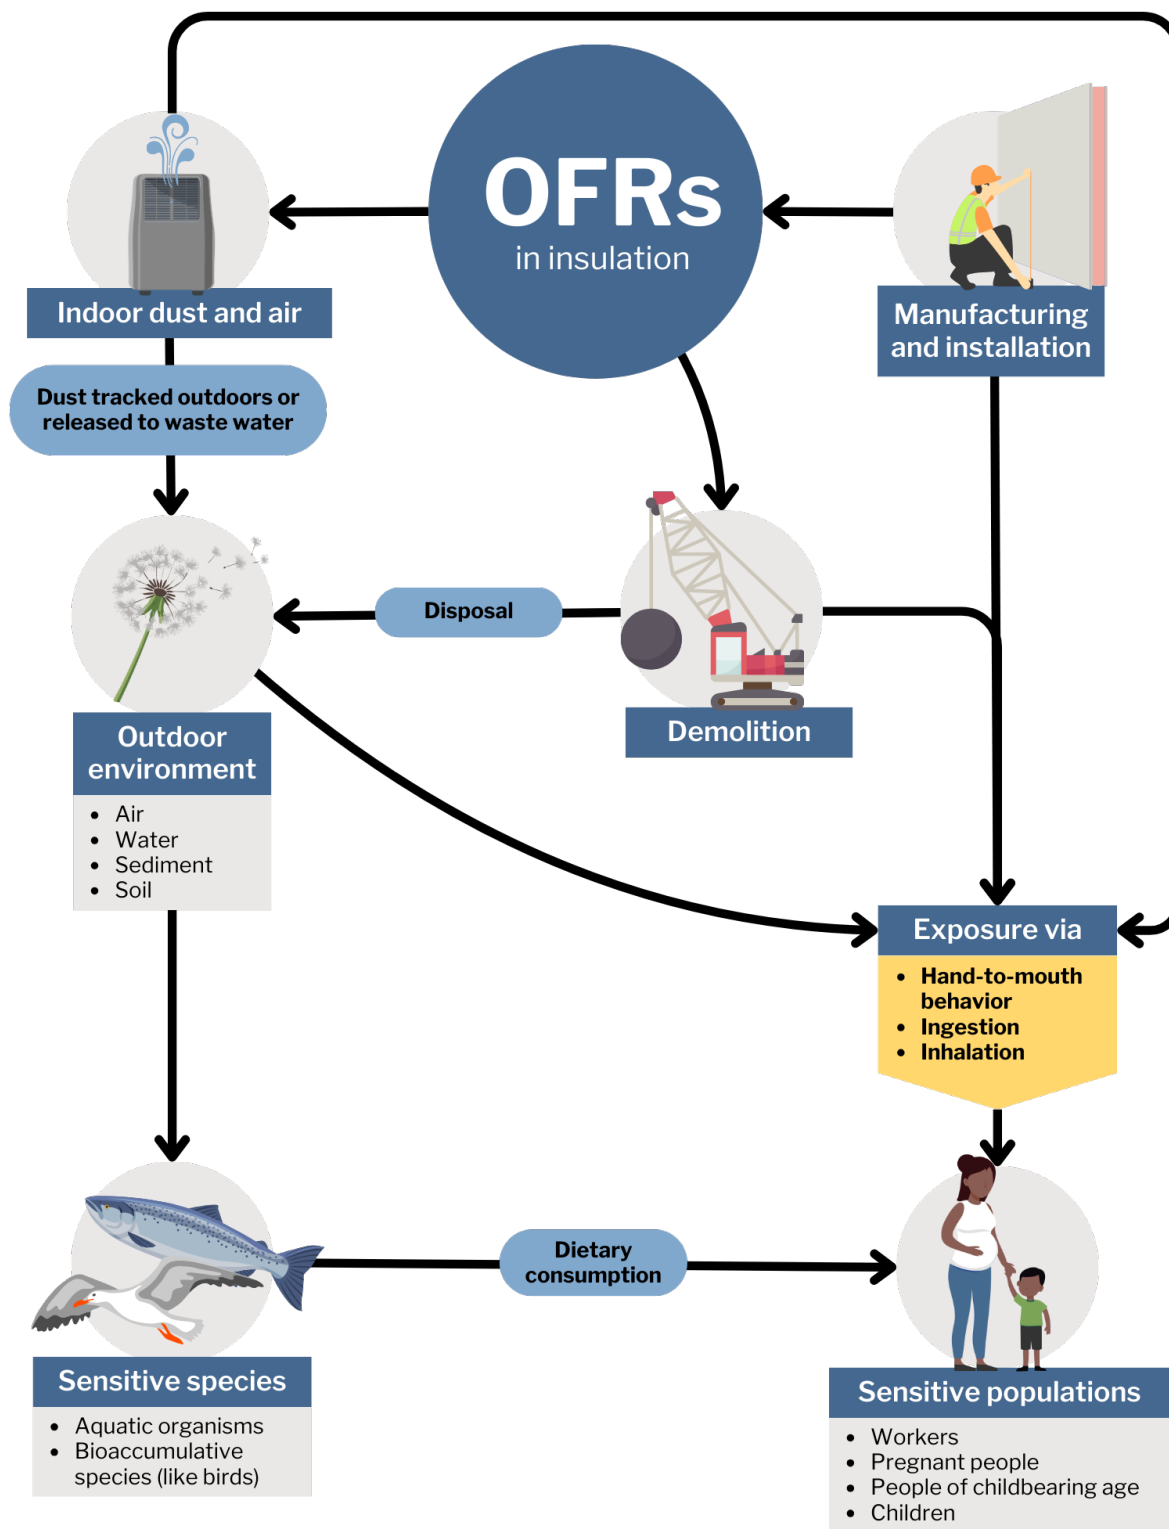 OFRs
in insulation
Indoor dust and air
Manufacturing
and installation
Dust tracked outdoors or
released to waste water
Disposal
Demolition
Outdoor
environment
• Air
• Water
• Sediment
• Soil
Exposure via
• Hand-to-mouth
behavior
• Ingestion
• Inhalation
Dietary
consumption
Sensitive species
• Aquatic organisms
• Bioaccumulative
species (like birds)
Sensitive populations
• Workers
• Pregnant people
• People of childbearing age
• Children